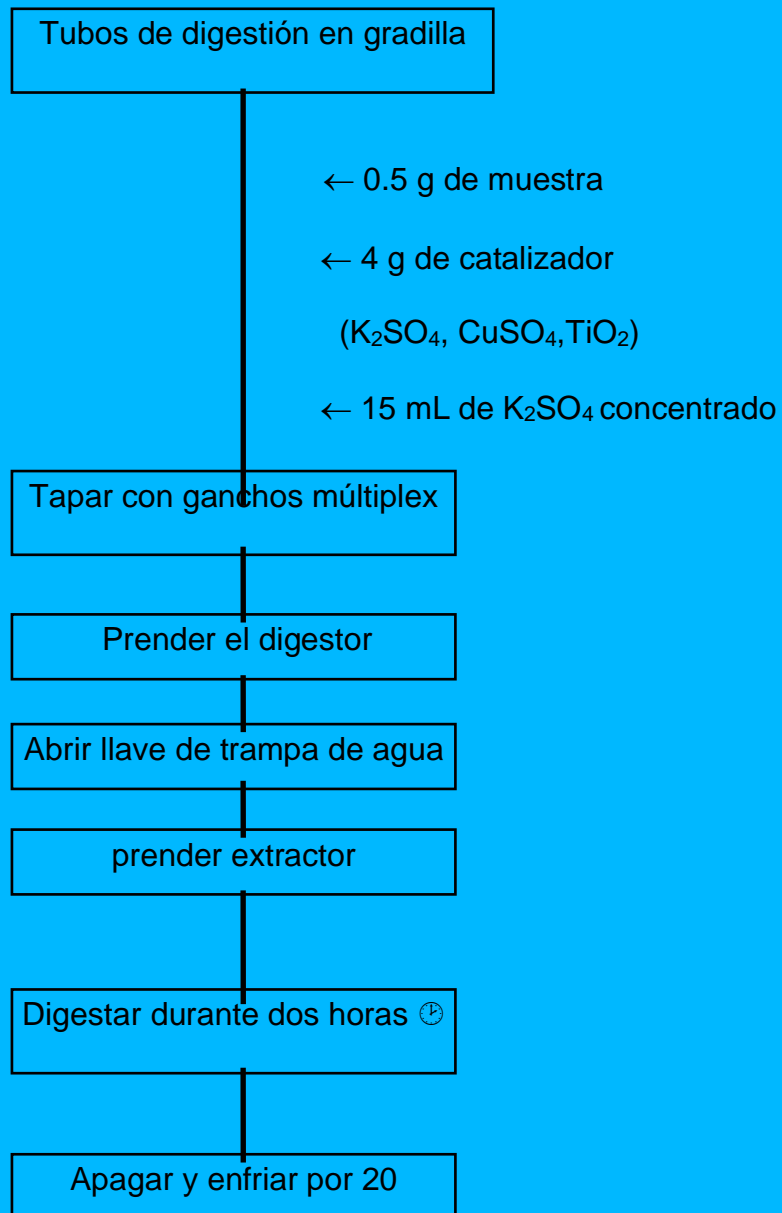 Tubos de digestión en gradilla
← 0.5 g de muestra
← 4 g de catalizador
(K₂SO₄, CuSO₄,TiO₂)
← 15 mL de K₂SO₄ concentrado
Tapar con ganchos múltiplex
Prender el digestor
Abrir llave de trampa de agua
prender extractor
Digestar durante dos horas 🕑
Apagar y enfriar por 20